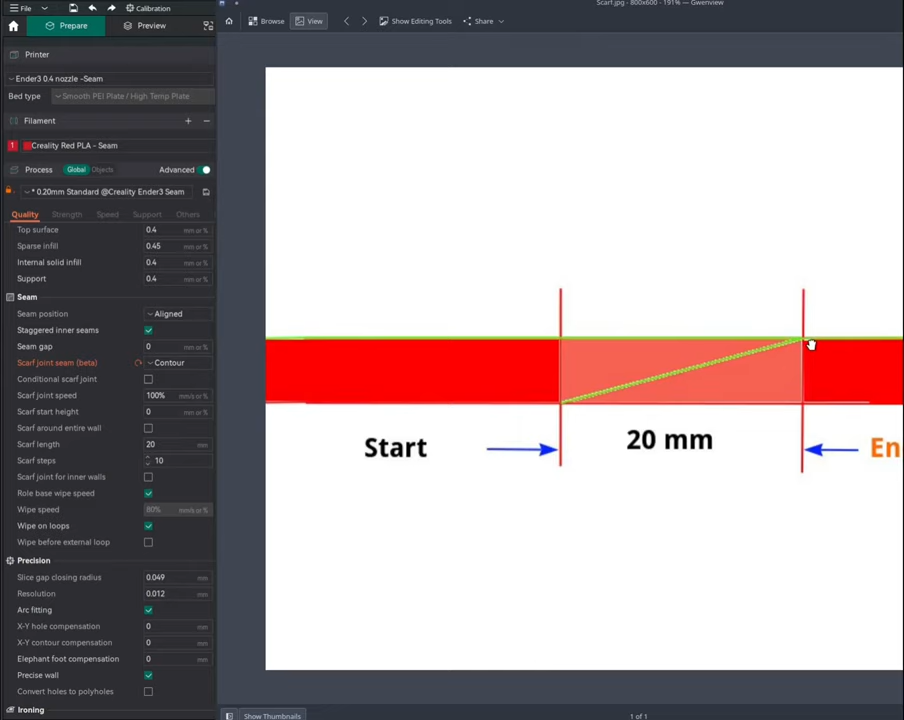 File
Calibration
Scarf.jpg - 800x600 - 191% — Gwenview
Prepare
Preview
Browse
View
Show Editing Tools
Share
Printer
Ender3 0.4 nozzle -Seam
Bed type
Smooth PEI Plate / High Temp Plate
Filament
+ −
1 Creality Red PLA - Seam
Process
Global
Objects
Advanced
* 0.20mm Standard @Creality Ender3 Seam
Quality
Strength
Speed
Support
Others
Top surface 0.4 mm or %
Sparse infill 0.45 mm or %
Internal solid infill 0.4 mm or %
Support 0.4 mm or %
Seam
Seam position Aligned
Staggered inner seams
Seam gap 0 mm or %
Scarf joint seam (beta) Contour
Conditional scarf joint
Scarf joint speed 100% mm/s or %
Scarf start height 0 mm or %
Scarf around entire wall
Scarf length 20 mm
Scarf steps 10
Scarf joint for inner walls
Role base wipe speed
Wipe speed 80% mm/s or %
Wipe on loops
Wipe before external loop
Precision
Slice gap closing radius 0.049 mm
Resolution 0.012 mm
Arc fitting
X-Y hole compensation 0 mm
X-Y contour compensation 0 mm
Elephant foot compensation 0 mm
Precise wall
Convert holes to polyholes
Ironing
Start
20 mm
En
Show Thumbnails
1 of 1